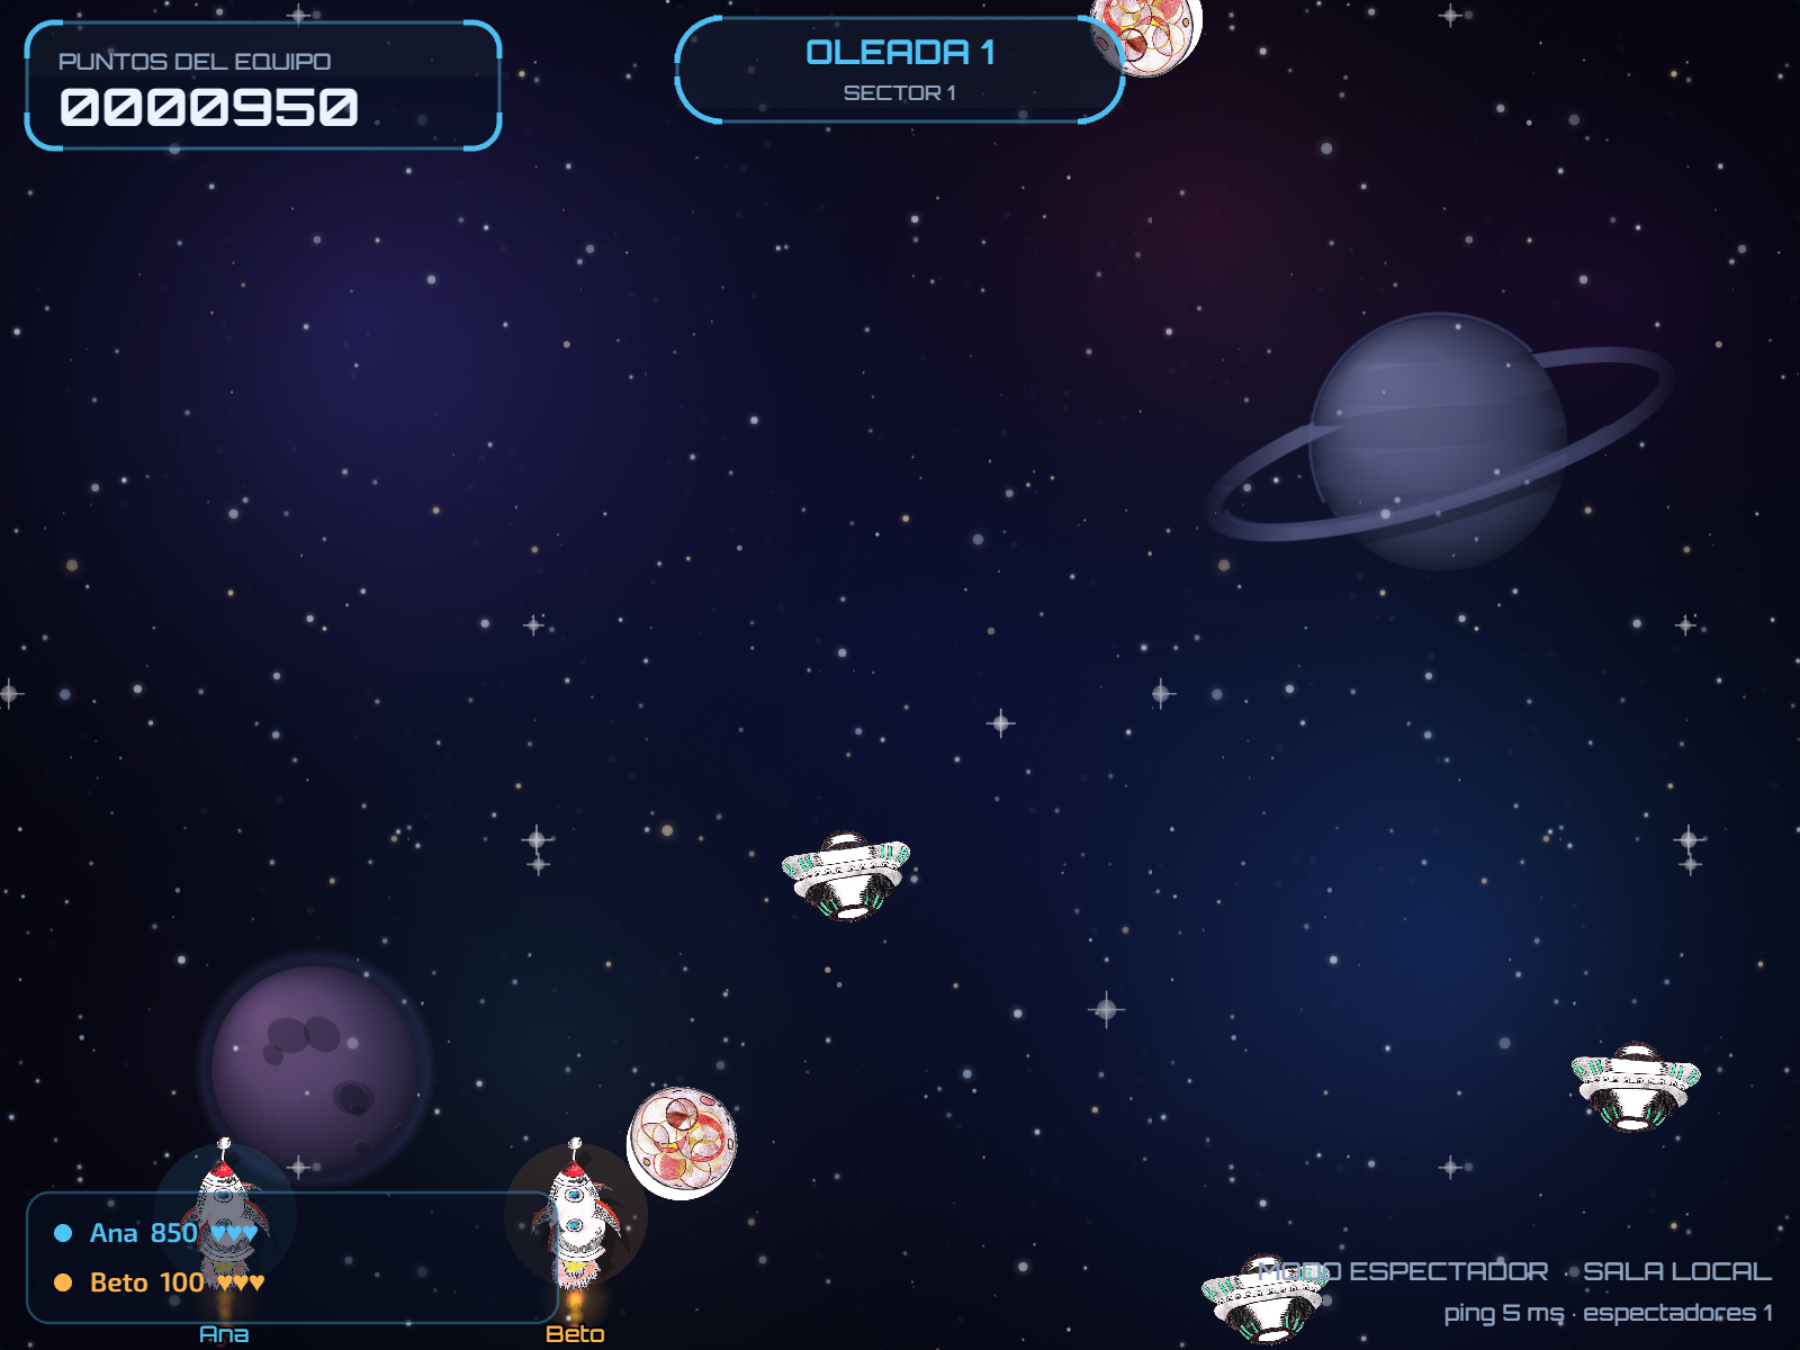 PUNTOS DEL EQUIPO
0000950
OLEADA 1
SECTOR 1
Ana 850 ♥♥♥
Beto 100 ♥♥♥
Ana
Beto
MODO ESPECTADOR · SALA LOCAL
ping 5 ms · espectadores 1